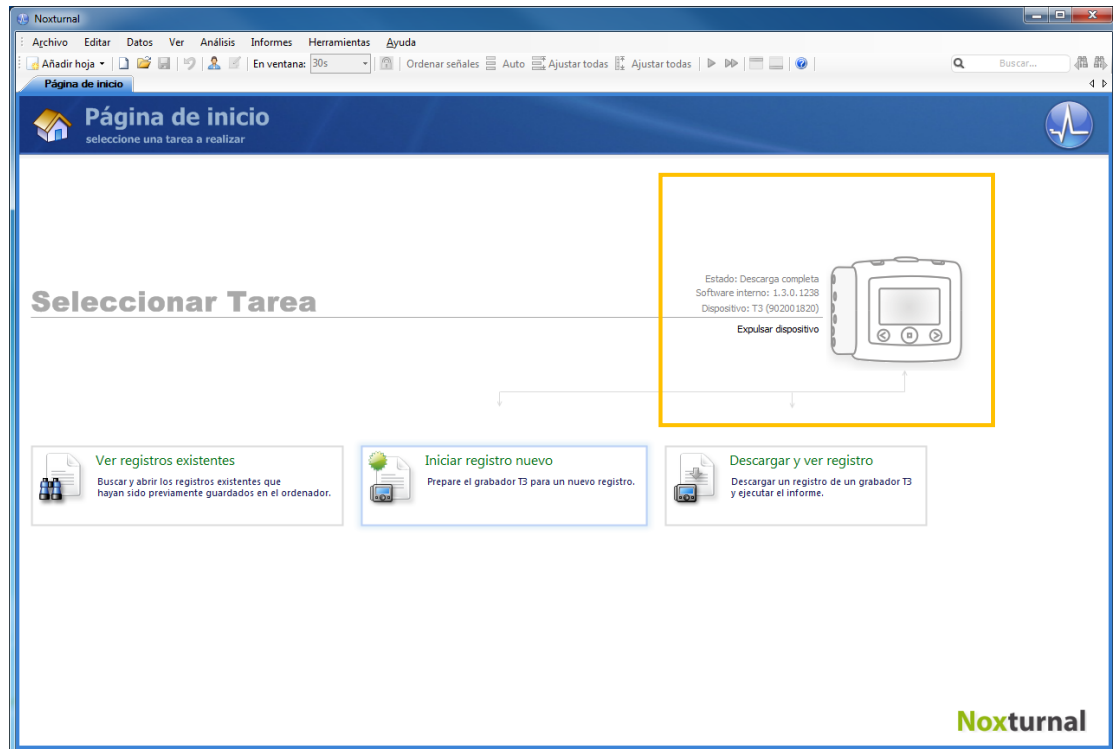 Noxturnal
Archivo Editar Datos Ver Análisis Informes Herramientas Ayuda
Añadir hoja En ventana: 30s Ordenar señales Auto Ajustar todas Ajustar todas Buscar...
Página de inicio
Página de inicio
seleccione una tarea a realizar
Estado: Descarga completa
Software interno: 1.3.0.1238
Dispositivo: T3 (902001820)
Expulsar dispositivo
Seleccionar Tarea
Ver registros existentes
Buscar y abrir los registros existentes que
hayan sido previamente guardados en el ordenador.
Iniciar registro nuevo
Prepare el grabador T3 para un nuevo registro.
Descargar y ver registro
Descargar un registro de un grabador T3
y ejecutar el informe.
Noxturnal